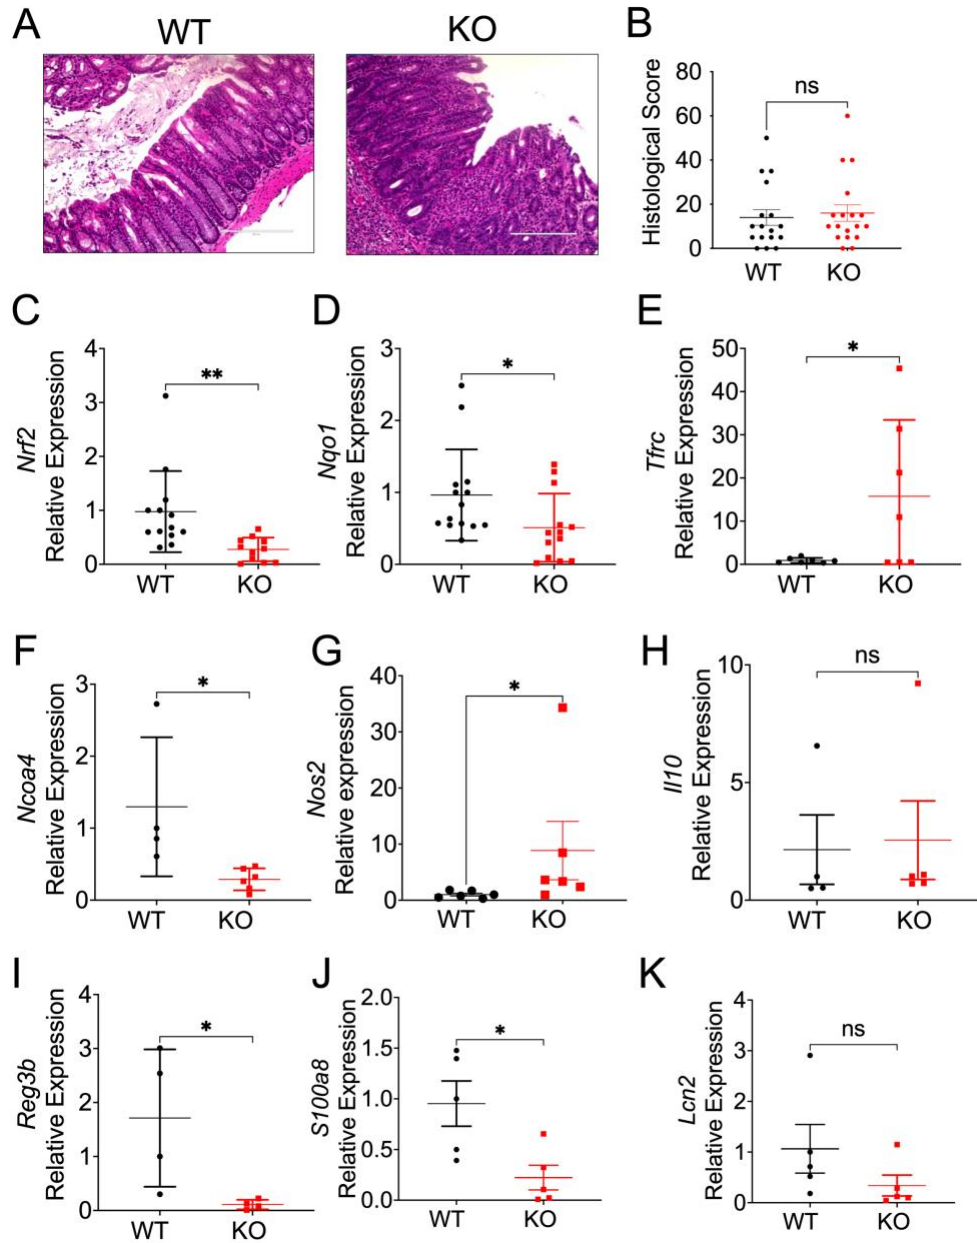 A
WT
KO
B
Histological Score
80
60
40
20
0
ns
WT
KO
C
Nrf2
Relative Expression
4
3
2
1
0
**
WT
KO
D
Nqo1
Relative Expression
3
2
1
0
*
WT
KO
E
Tfrc
Relative Expression
50
40
30
20
10
0
*
WT
KO
F
Ncoa4
Relative Expression
3
2
1
0
*
WT
KO
G
Nos2
Relative expression
40
30
20
10
0
*
WT
KO
H
Il10
Relative Expression
10
5
0
ns
WT
KO
I
Reg3b
Relative Expression
4
3
2
1
0
*
WT
KO
J
S100a8
Relative Expression
2.0
1.5
1.0
0.5
0.0
*
WT
KO
K
Lcn2
Relative Expression
4
3
2
1
0
ns
WT
KO